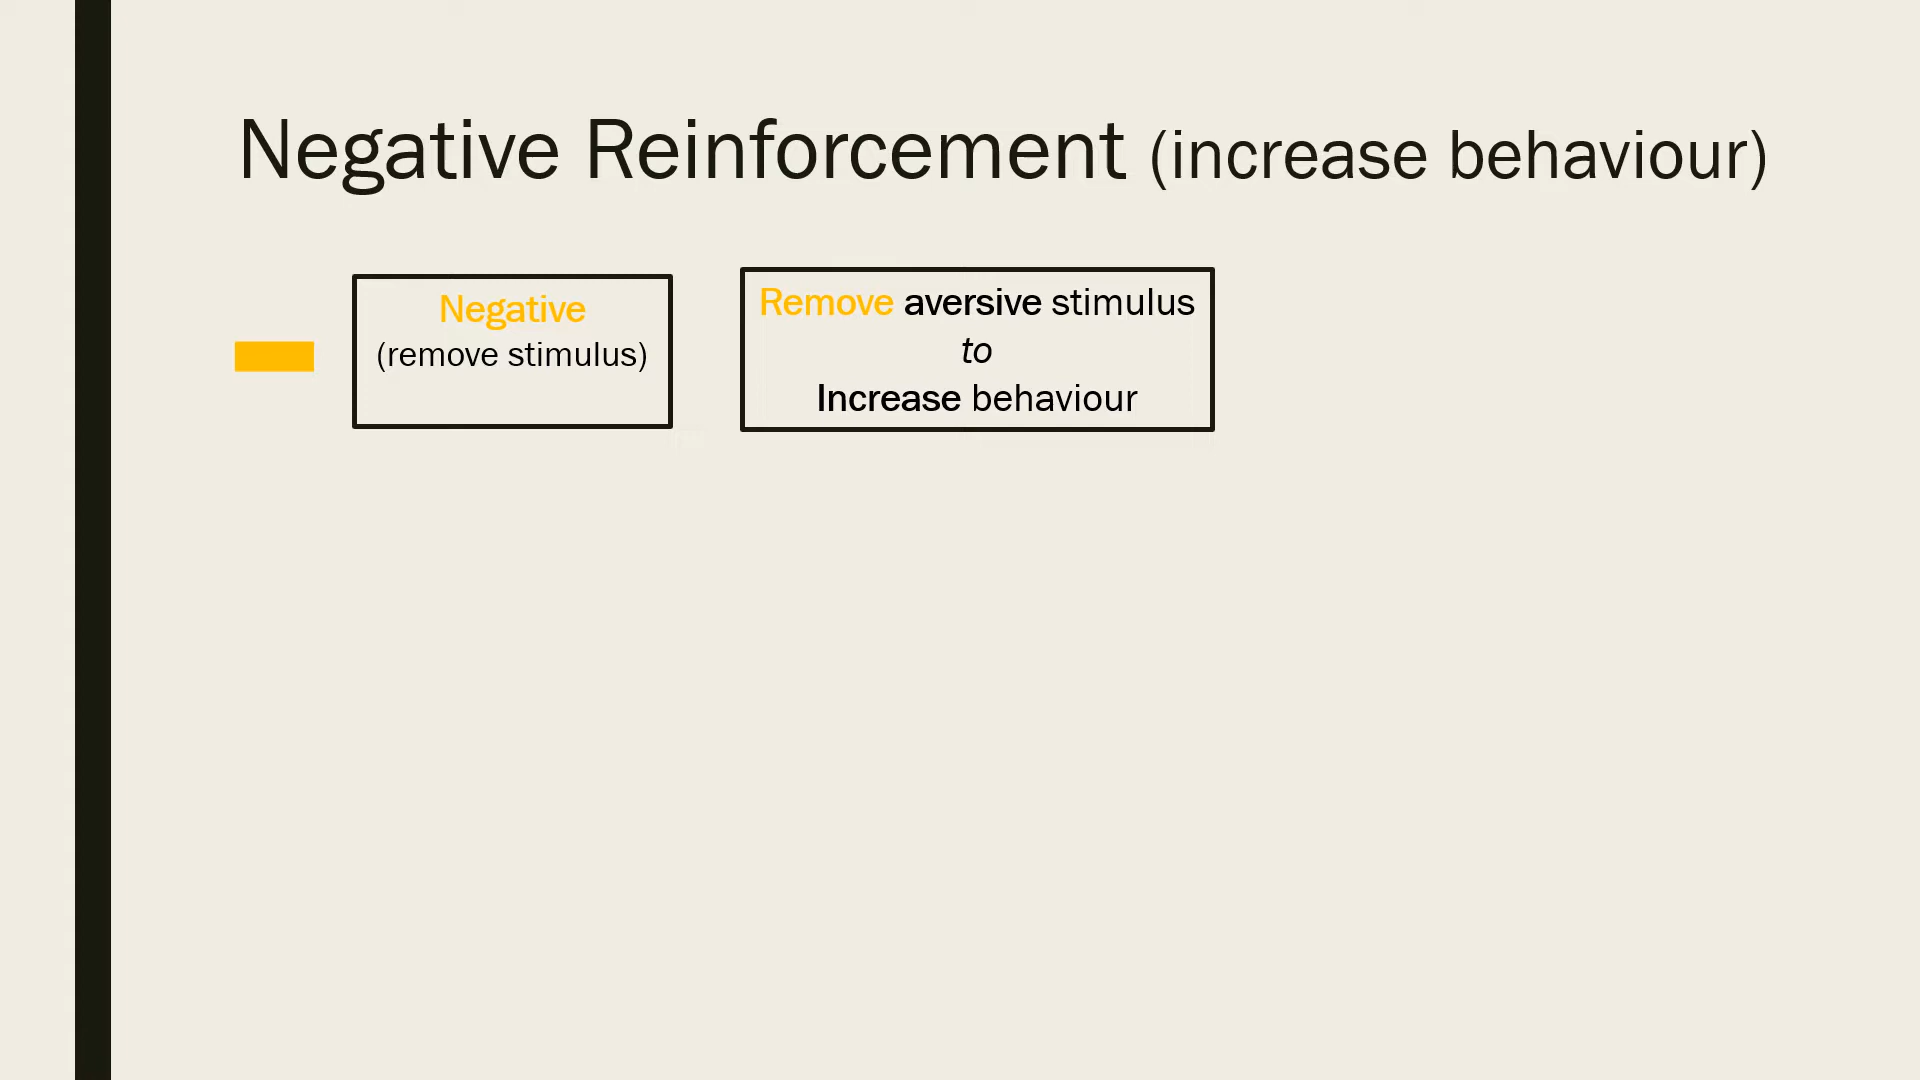 Negative Reinforcement (increase behaviour)
Negative
(remove stimulus)
Remove aversive stimulus
to
Increase behaviour